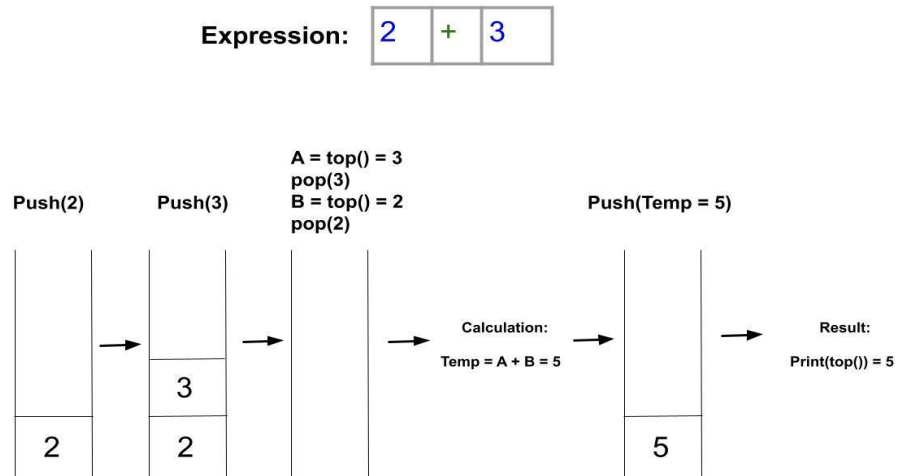 Expression: 2 + 3
A = top() = 3
pop(3)
B = top() = 2
pop(2)
Push(2)
Push(3)
Push(Temp = 5)
Calculation:
Temp = A + B = 5
Result:
Print(top()) = 5
3
2
2
5